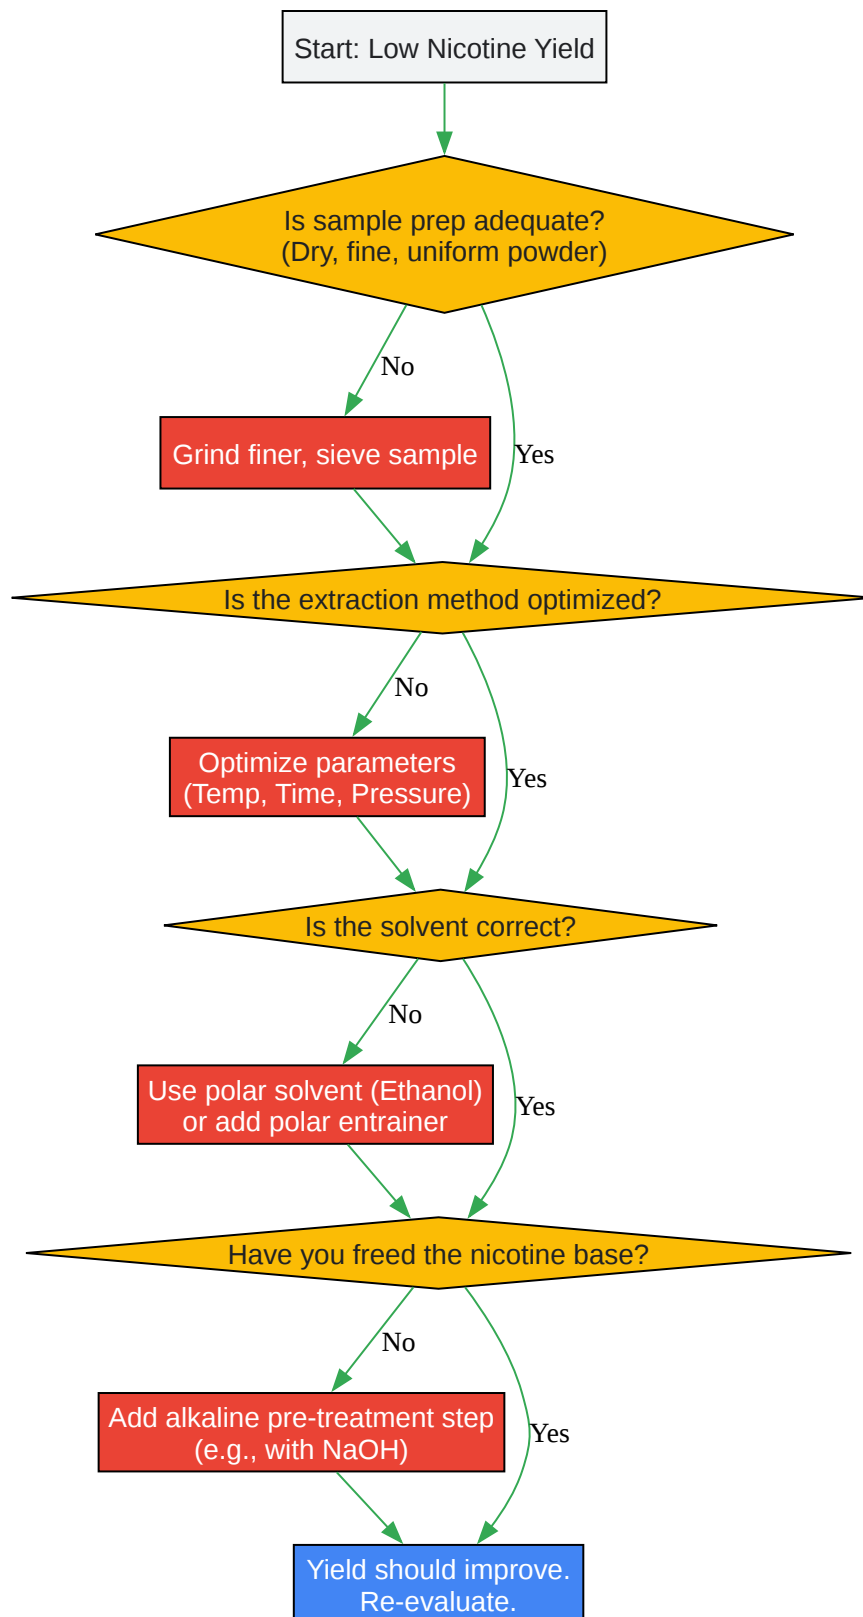 Start: Low Nicotine Yield
Is sample prep adequate?
(Dry, fine, uniform powder)
No
Grind finer, sieve sample
Yes
Is the extraction method optimized?
No
Optimize parameters
(Temp, Time, Pressure)
Yes
Is the solvent correct?
No
Use polar solvent (Ethanol)
or add polar entrainer
Yes
Have you freed the nicotine base?
No
Add alkaline pre-treatment step
(e.g., with NaOH)
Yes
Yield should improve.
Re-evaluate.